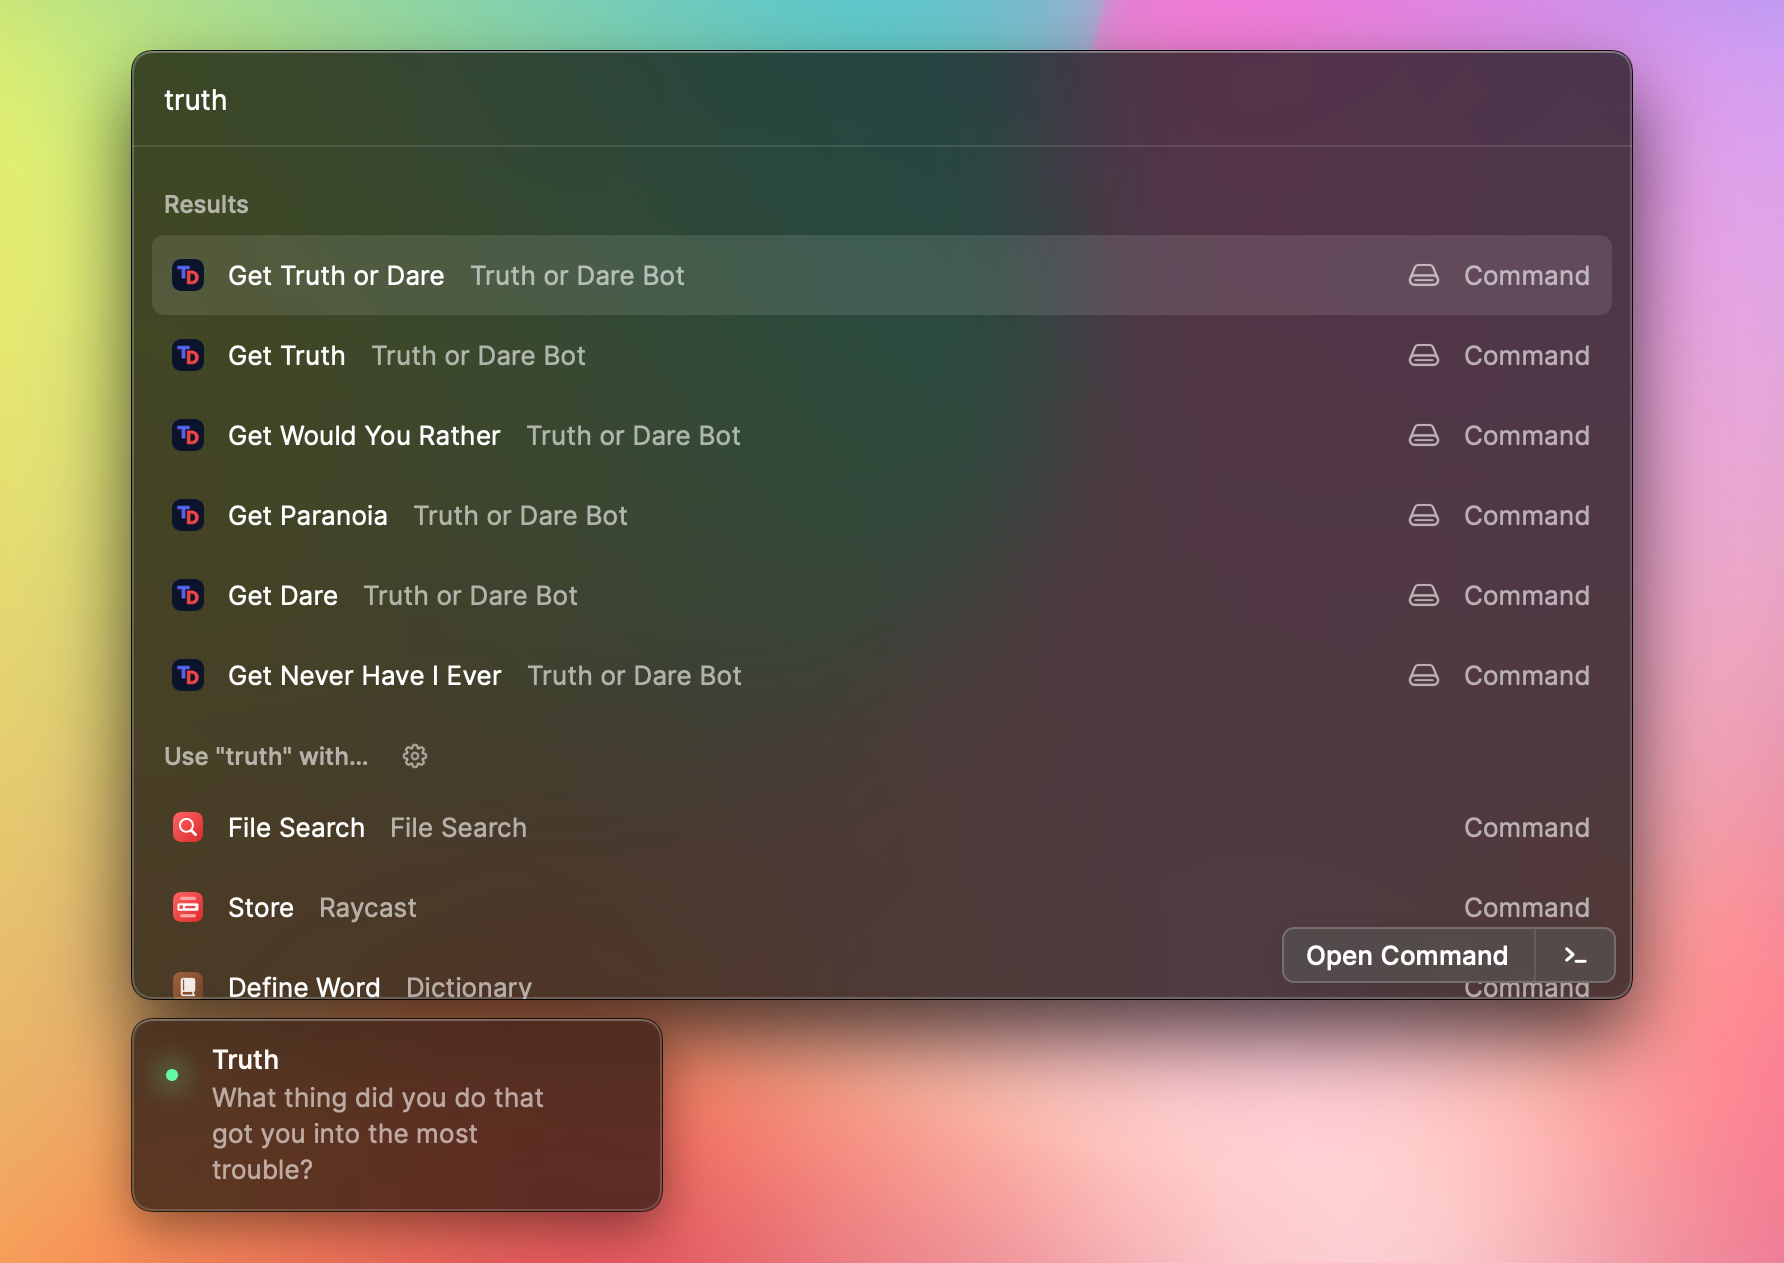 truth
Results
TD Get Truth or Dare Truth or Dare Bot Command
TD Get Truth Truth or Dare Bot Command
TD Get Would You Rather Truth or Dare Bot Command
TD Get Paranoia Truth or Dare Bot Command
TD Get Dare Truth or Dare Bot Command
TD Get Never Have I Ever Truth or Dare Bot Command
Use "truth" with...
File Search File Search Command
Store Raycast Command
Open Command >_
Define Word Dictionary Command
Truth
What thing did you do that
got you into the most
trouble?